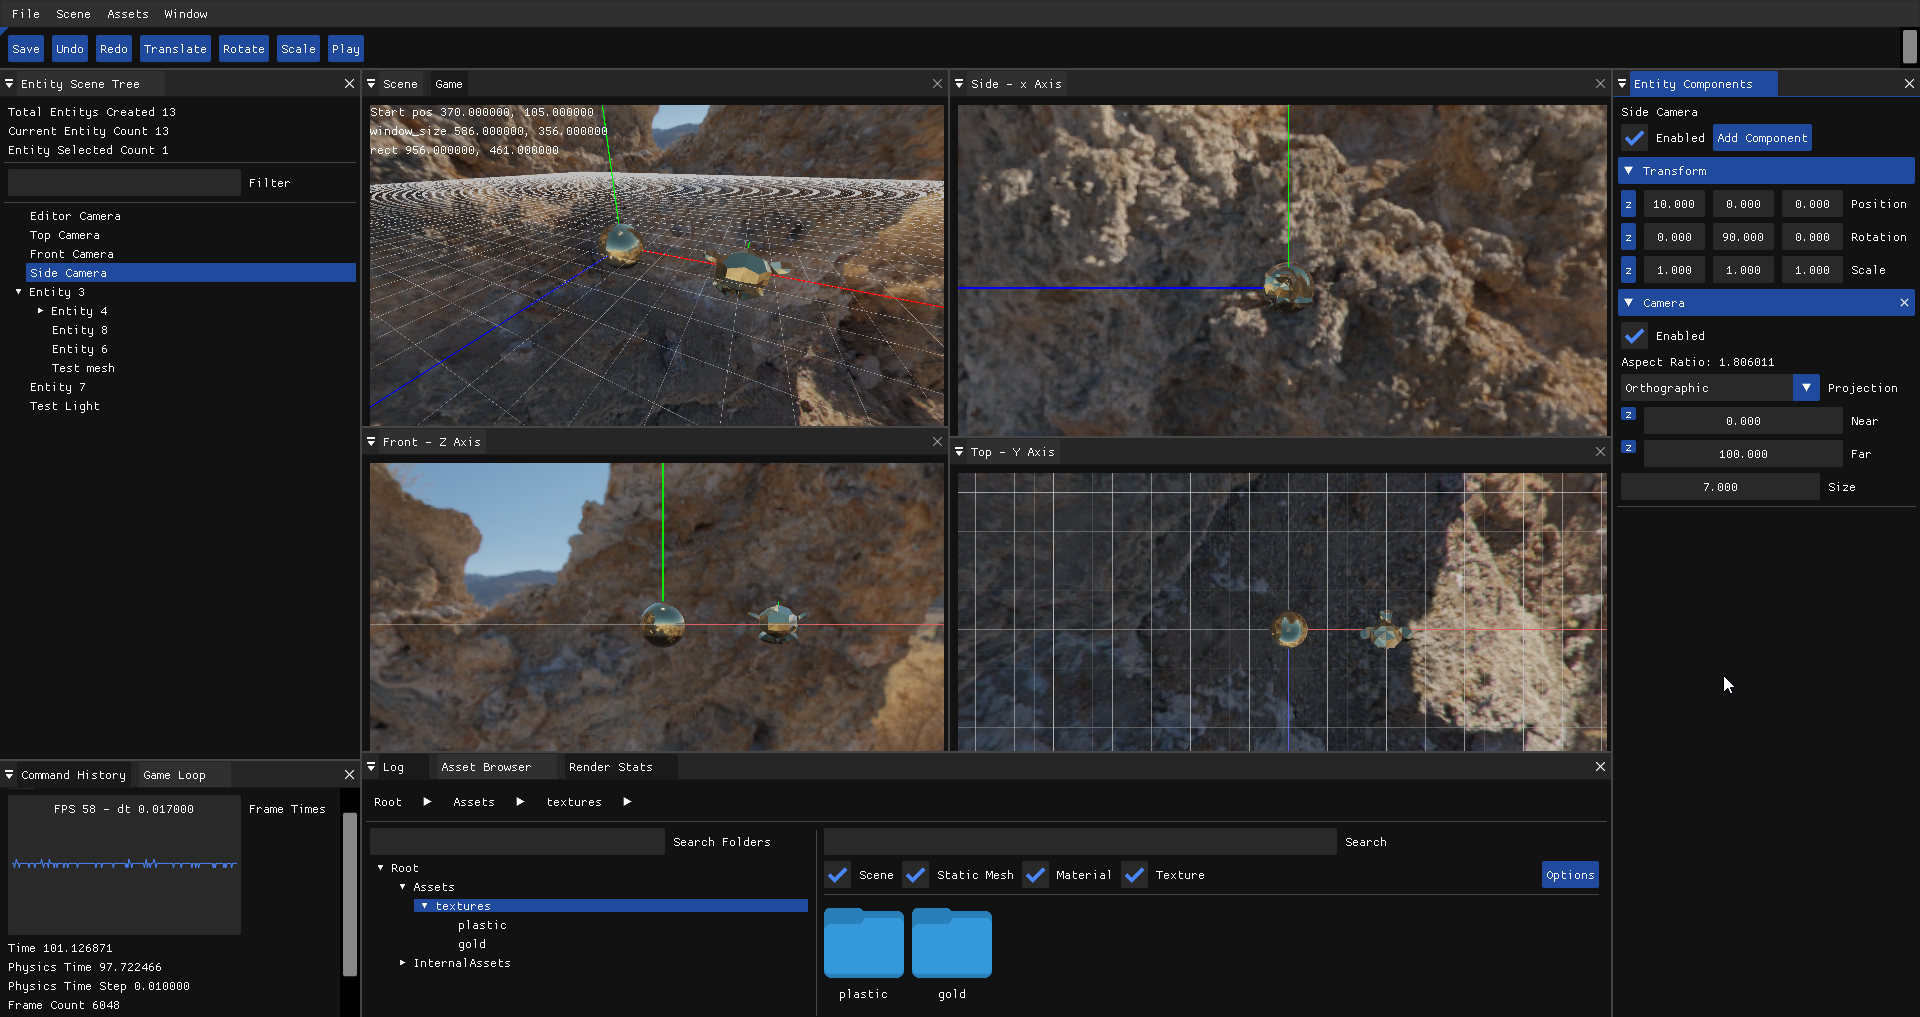 File Scene Assets Window
Save Undo Redo Translate Rotate Scale Play
Entity Scene Tree
Total Entitys Created 13
Current Entity Count 13
Entity Selected Count 1
Filter
Editor Camera
Top Camera
Front Camera
Side Camera
Entity 3
Entity 4
Entity 8
Entity 6
Test mesh
Entity 7
Test Light
Command History Game Loop
FPS 58 - dt 0.017000
Frame Times
Time 101.126871
Physics Time 97.722466
Physics Time Step 0.010000
Frame Count 6048
Scene Game
Start pos 370.000000, 105.000000
window_size 586.000000, 356.000000
rect 956.000000, 461.000000
Side - x Axis
Front - Z Axis
Top - Y Axis
Log Asset Browser Render Stats
Root Assets textures
Search Folders
Root
Assets
textures
plastic
gold
InternalAssets
Search
Scene Static Mesh Material Texture Options
plastic gold
Entity Components
Side Camera
Enabled Add Component
Transform
z 10.000 0.000 0.000 Position
z 0.000 90.000 0.000 Rotation
z 1.000 1.000 1.000 Scale
Camera
Enabled
Aspect Ratio: 1.806011
Orthographic Projection
z 0.000 Near
z 100.000 Far
7.000 Size